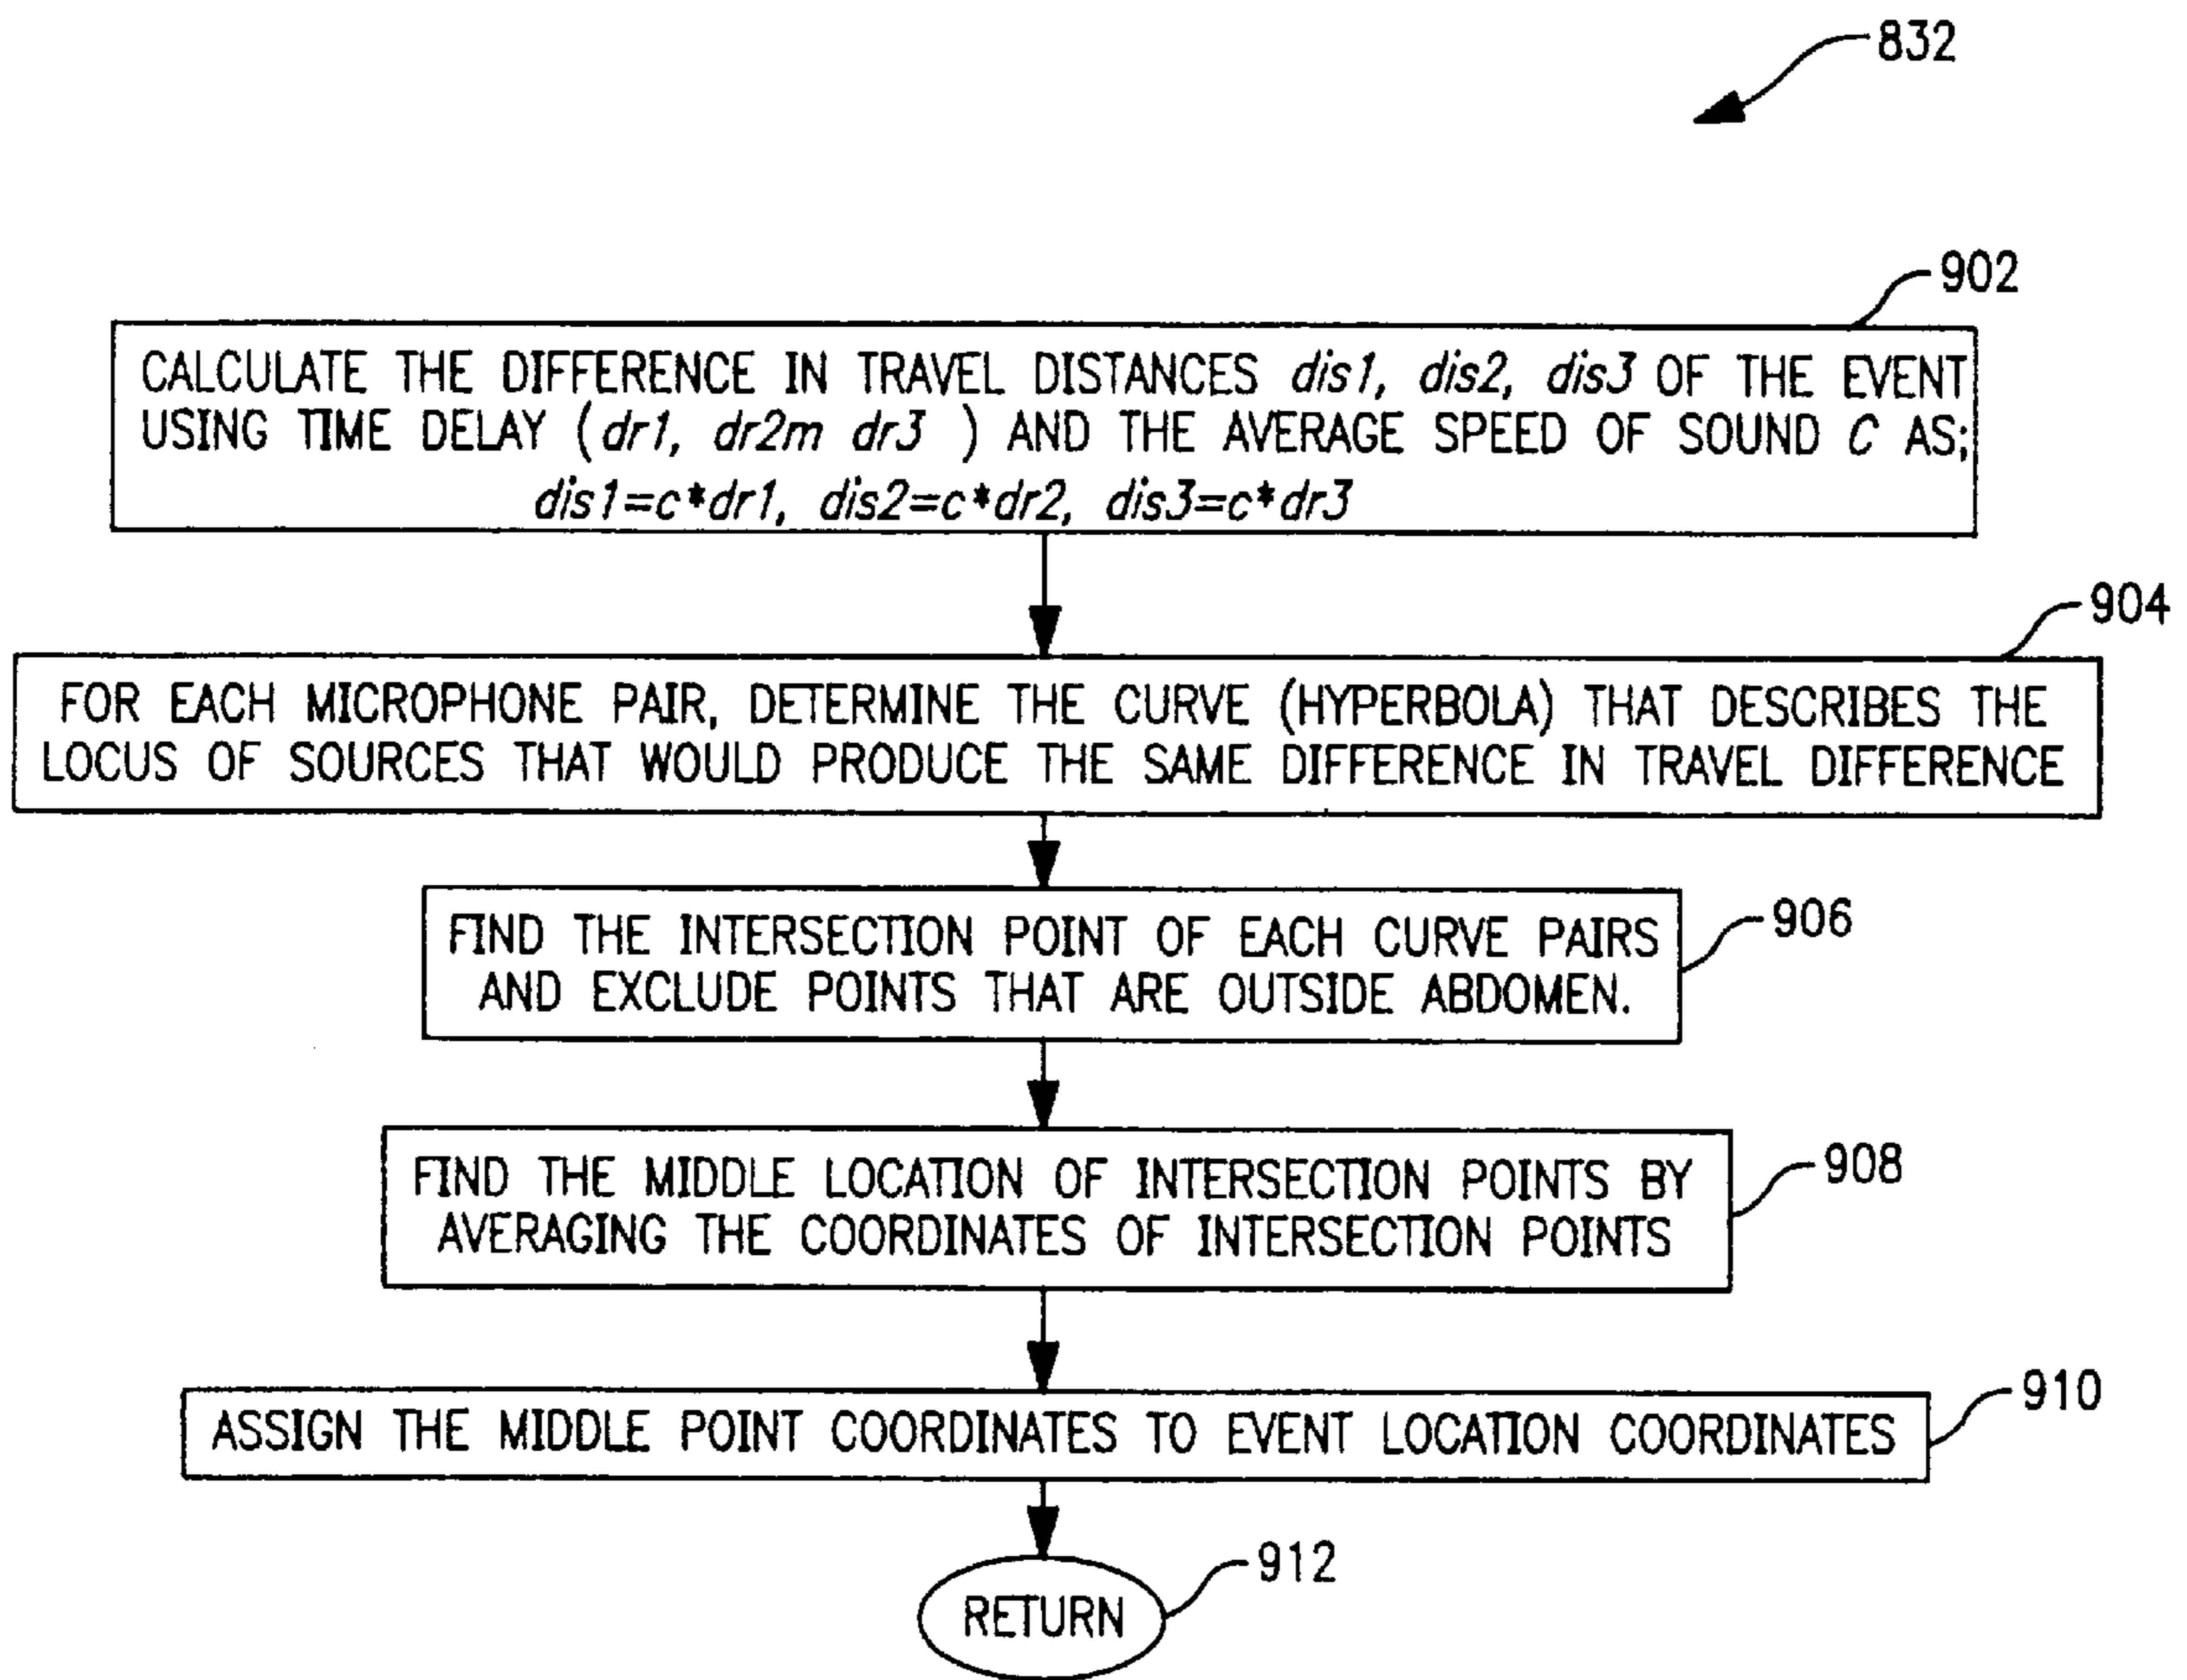 832
902
CALCULATE THE DIFFERENCE IN TRAVEL DISTANCES dis1, dis2, dis3 OF THE EVENT
USING TIME DELAY (dr1, dr2m dr3 ) AND THE AVERAGE SPEED OF SOUND C AS;
dis1=c*dr1, dis2=c*dr2, dis3=c*dr3
904
FOR EACH MICROPHONE PAIR, DETERMINE THE CURVE (HYPERBOLA) THAT DESCRIBES THE
LOCUS OF SOURCES THAT WOULD PRODUCE THE SAME DIFFERENCE IN TRAVEL DIFFERENCE
906
FIND THE INTERSECTION POINT OF EACH CURVE PAIRS
AND EXCLUDE POINTS THAT ARE OUTSIDE ABDOMEN.
908
FIND THE MIDDLE LOCATION OF INTERSECTION POINTS BY
AVERAGING THE COORDINATES OF INTERSECTION POINTS
910
ASSIGN THE MIDDLE POINT COORDINATES TO EVENT LOCATION COORDINATES
912
RETURN